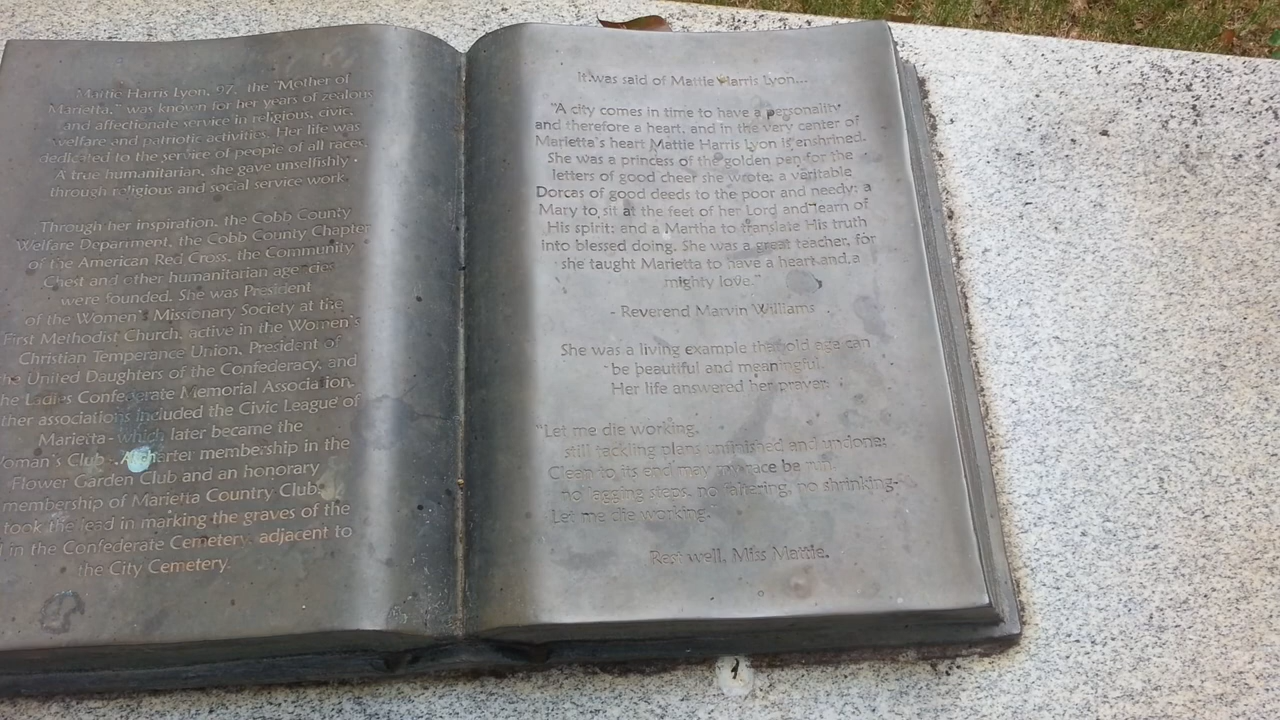 Mattie Harris Lyon, 97, the "Mother of
Marietta," was known for her years of zealous
and affectionate service in religious, civic,
welfare and patriotic activities. Her life was
dedicated to the service of people of all races.
A true humanitarian, she gave unselfishly
through religious and social service work.
Through her inspiration, the Cobb County
Welfare Department, the Cobb County Chapter
of the American Red Cross, the Community
Chest and other humanitarian agencies
were founded. She was President
of the Women's Missionary Society at the
First Methodist Church, active in the Women's
Christian Temperance Union, President of
the United Daughters of the Confederacy, and
the Ladies Confederate Memorial Association.
ther associations included the Civic League of
Marietta - which later became the
Woman's Club. A charter membership in the
Flower Garden Club and an honorary
membership of Marietta Country Club.
took the lead in marking the graves of the
in the Confederate Cemetery, adjacent to
the City Cemetery.
It was said of Mattie Harris Lyon...
"A city comes in time to have a personality
and therefore a heart, and in the very center of
Marietta's heart Mattie Harris Lyon is enshrined.
She was a princess of the golden pen for the
letters of good cheer she wrote; a veritable
Dorcas of good deeds to the poor and needy; a
Mary to sit at the feet of her Lord and learn of
His spirit; and a Martha to translate His truth
into blessed doing. She was a great teacher, for
she taught Marietta to have a heart and a
mighty love."
- Reverend Marvin Williams
She was a living example that old age can
be beautiful and meaningful.
Her life answered her prayer:
"Let me die working,
still tackling plans unfinished and undone;
Clean to its end may my race be run.
no lagging steps, no faltering, no shrinking-
Let me die working."
Rest well, Miss Mattie.